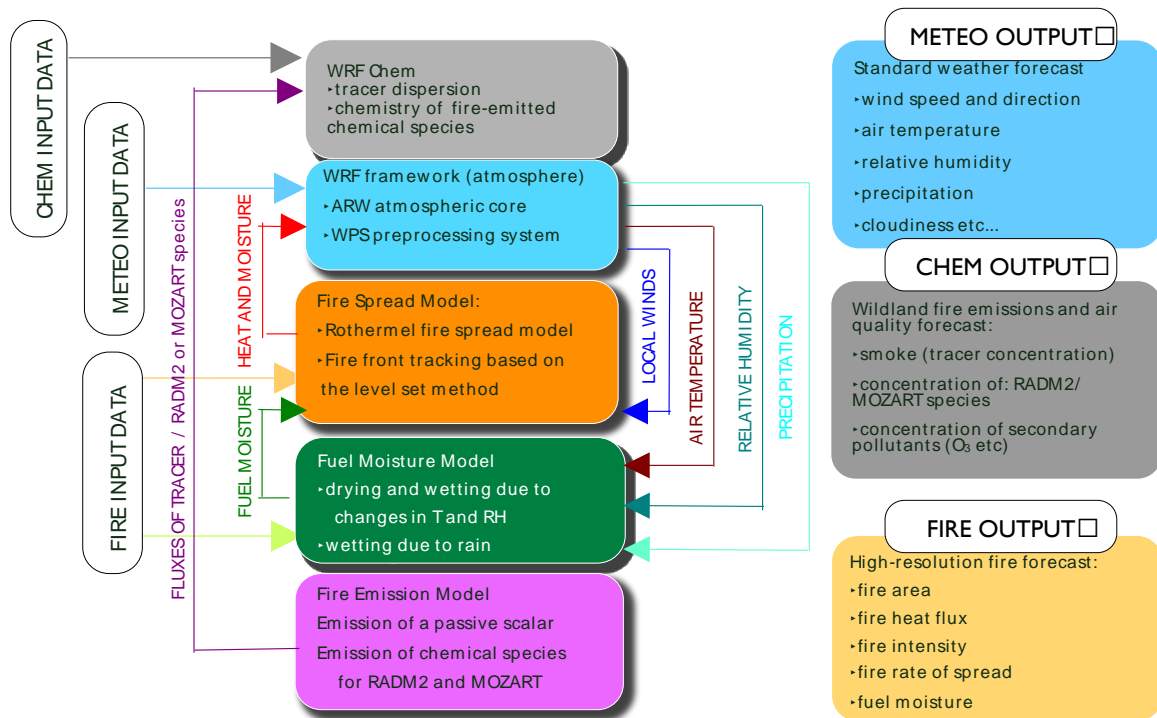 CHEM INPUT DATA
METEO INPUT DATA
FIRE INPUT DATA
FLUXES OF TRACER / RADM2 or MOZART species
HEAT AND MOISTURE
FUEL MOISTURE
WRF Chem
‣tracer dispersion
‣chemistry of fire-emitted
chemical species
WRF framework (atmosphere)
‣ARW atmospheric core
‣WPS preprocessing system
Fire Spread Model:
‣Rothermel fire spread model
‣Fire front tracking based on
the level set method
Fuel Moisture Model
‣drying and wetting due to
changes in T and RH
‣wetting due to rain
Fire Emission Model
Emission of a passive scalar
Emission of chemical species
for RADM2 and MOZART
LOCAL WINDS
AIR TEMPERATURE
RELATIVE HUMIDITY
PRECIPITATION
METEO OUTPUT□
Standard weather forecast
‣wind speed and direction
‣air temperature
‣relative humidity
‣precipitation
‣cloudiness etc...
CHEM OUTPUT□
Wildland fire emissions and air
quality forecast:
‣smoke (tracer concentration)
‣concentration of: RADM2/
MOZART species
‣concentration of secondary
pollutants (O₃ etc)
FIRE OUTPUT□
High-resolution fire forecast:
‣fire area
‣fire heat flux
‣fire intensity
‣fire rate of spread
‣fuel moisture